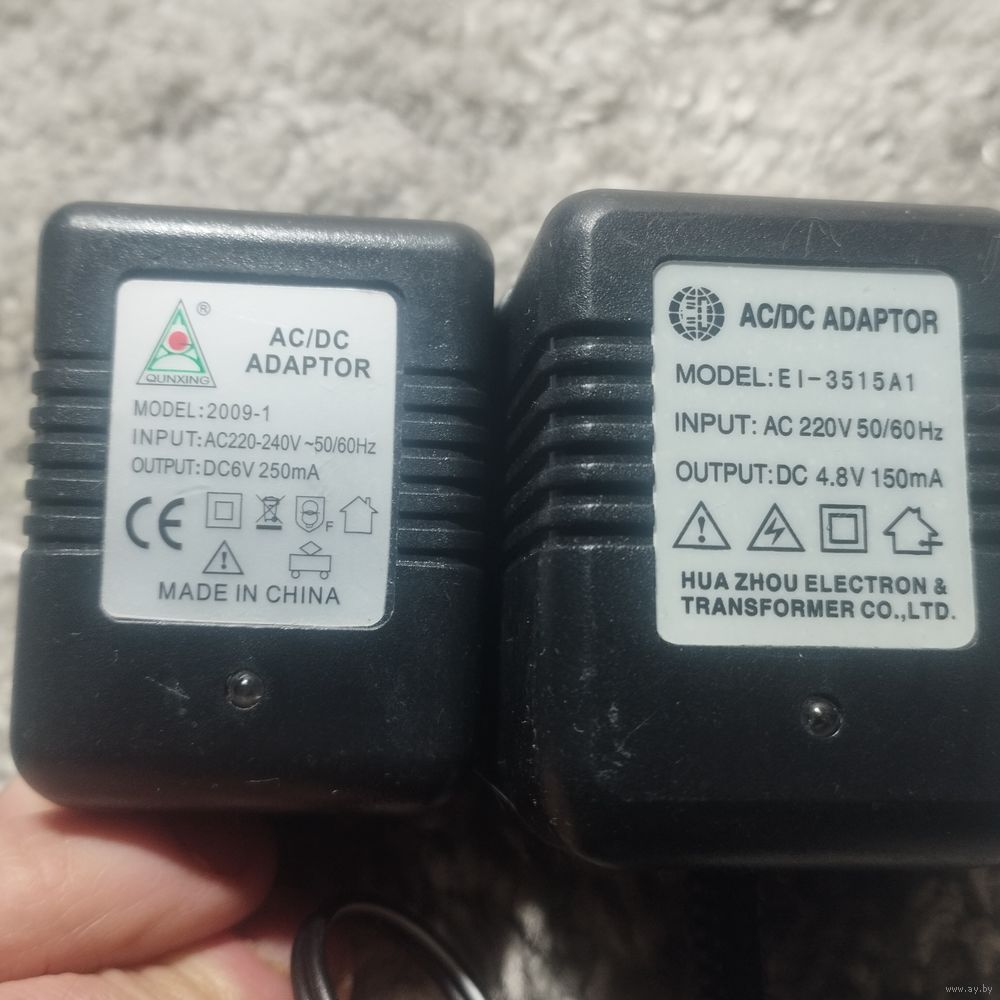 ®
QUNXING
AC/DC
ADAPTOR
MODEL:2009-1
INPUT:AC220-240V ~50/60Hz
OUTPUT:DC6V 250mA
CE
F
MADE IN CHINA
AC/DC ADAPTOR
MODEL:EI-3515A1
INPUT: AC 220V 50/60Hz
OUTPUT:DC 4.8V 150mA
HUA ZHOU ELECTRON &
TRANSFORMER CO.,LTD.
www.ay.by